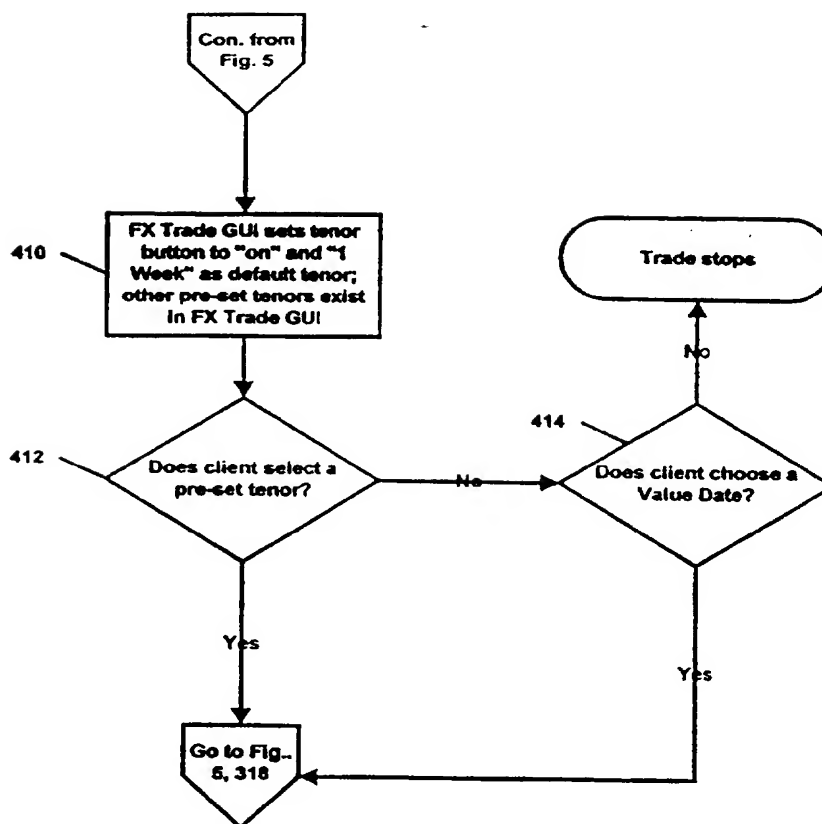 Con. from
Fig. 5
410
FX Trade GUI sets tenor
button to "on" and "1
Week" as default tenor;
other pre-set tenors exist
in FX Trade GUI
Trade stops
No
412
Does client select a
pre-set tenor?
No
414
Does client choose a
Value Date?
Yes
Yes
Go to Fig..
5, 318